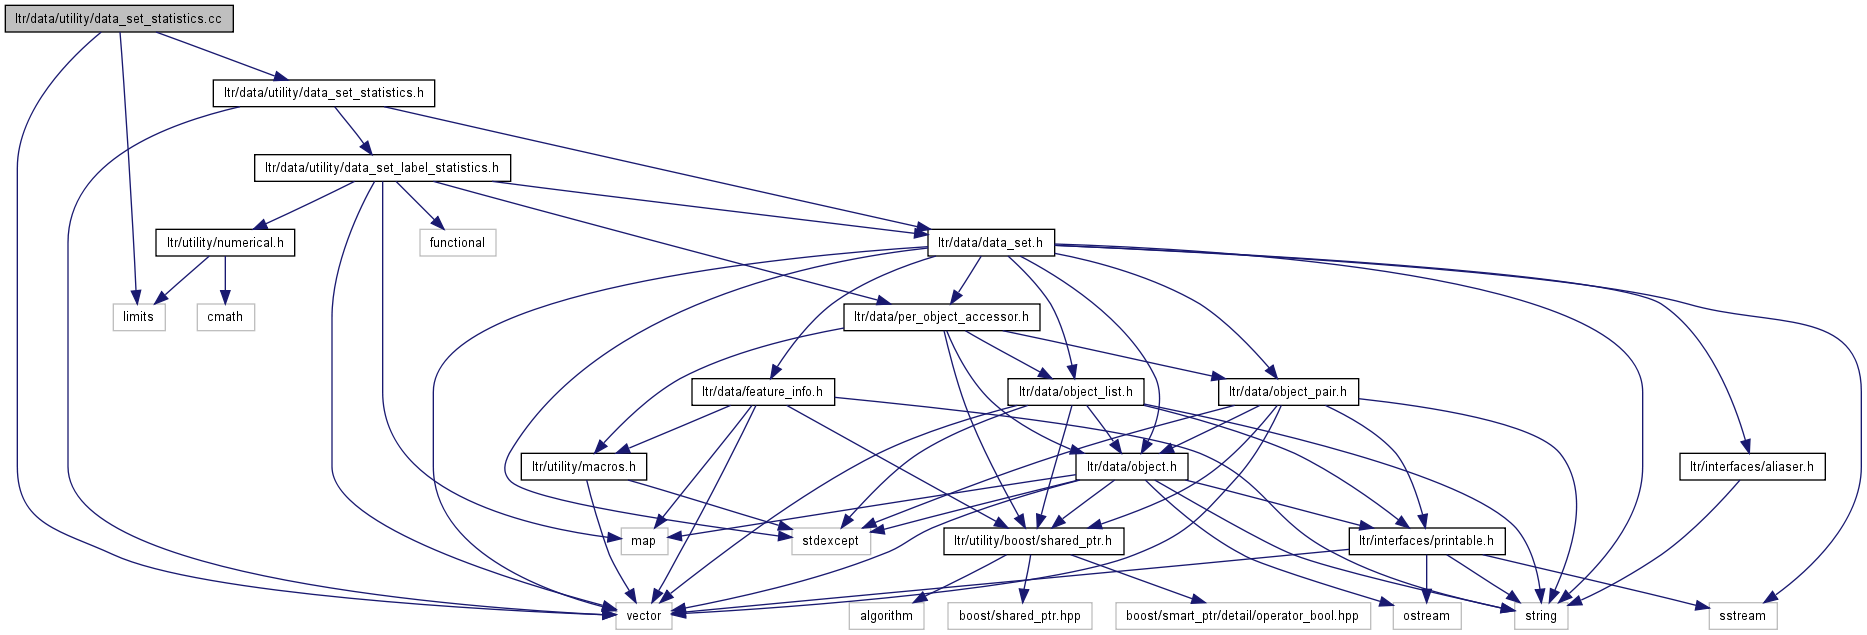 ltr/data/utility/data_set_statistics.cc
ltr/data/utility/data_set_statistics.h
ltr/data/utility/data_set_label_statistics.h
ltr/utility/numerical.h
functional
ltr/data/data_set.h
limits
cmath
ltr/data/per_object_accessor.h
ltr/data/feature_info.h
ltr/data/object_list.h
ltr/data/object_pair.h
ltr/utility/macros.h
ltr/data/object.h
ltr/interfaces/aliaser.h
map
stdexcept
ltr/utility/boost/shared_ptr.h
ltr/interfaces/printable.h
vector
algorithm
boost/shared_ptr.hpp
boost/smart_ptr/detail/operator_bool.hpp
ostream
string
sstream